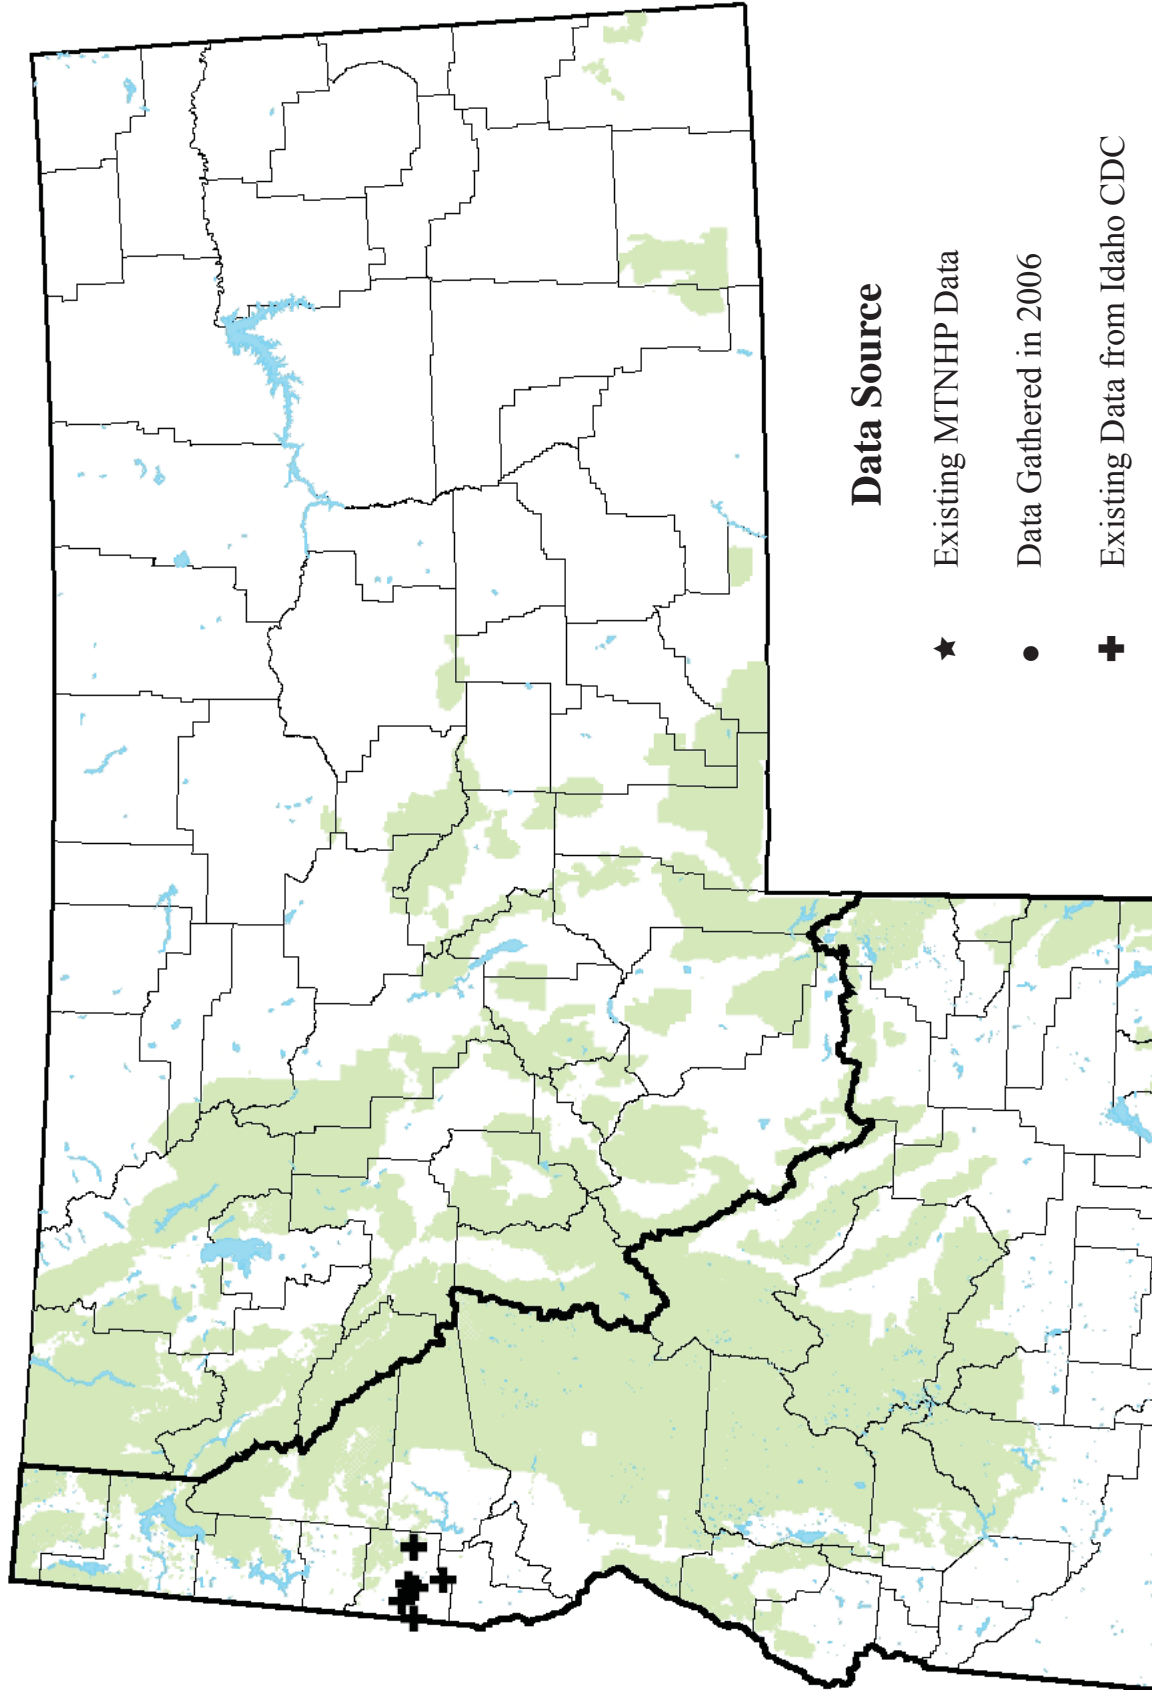 Data Source
Existing MTNHP Data
Data Gathered in 2006
Existing Data from Idaho CDC